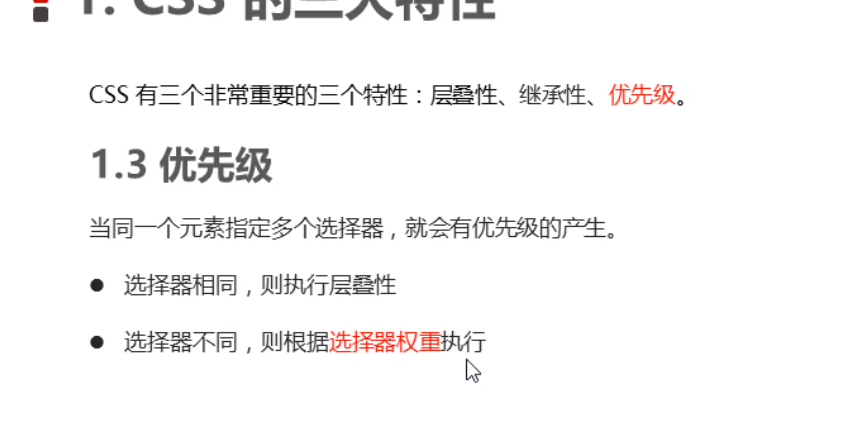 1. CSS 的三大特性
CSS 有三个非常重要的三个特性：层叠性、继承性、优先级。
1.3 优先级
当同一个元素指定多个选择器，就会有优先级的产生。
● 选择器相同，则执行层叠性
● 选择器不同，则根据选择器权重执行